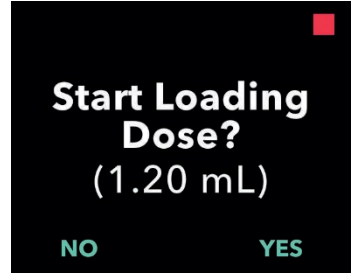 Start Loading
Dose?
(1.20 mL)
NO YES